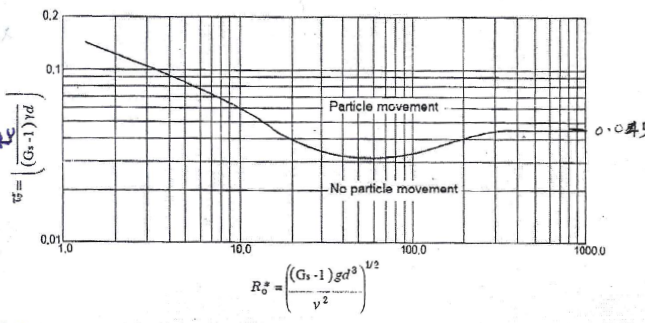 0.2
0.1
Particle movement
No particle movement
0.01
1.0
10.0
100.0
1000.0
(Gs -1) γd
R₀* = ( (Gs -1) gd³ / ν² )^1/2